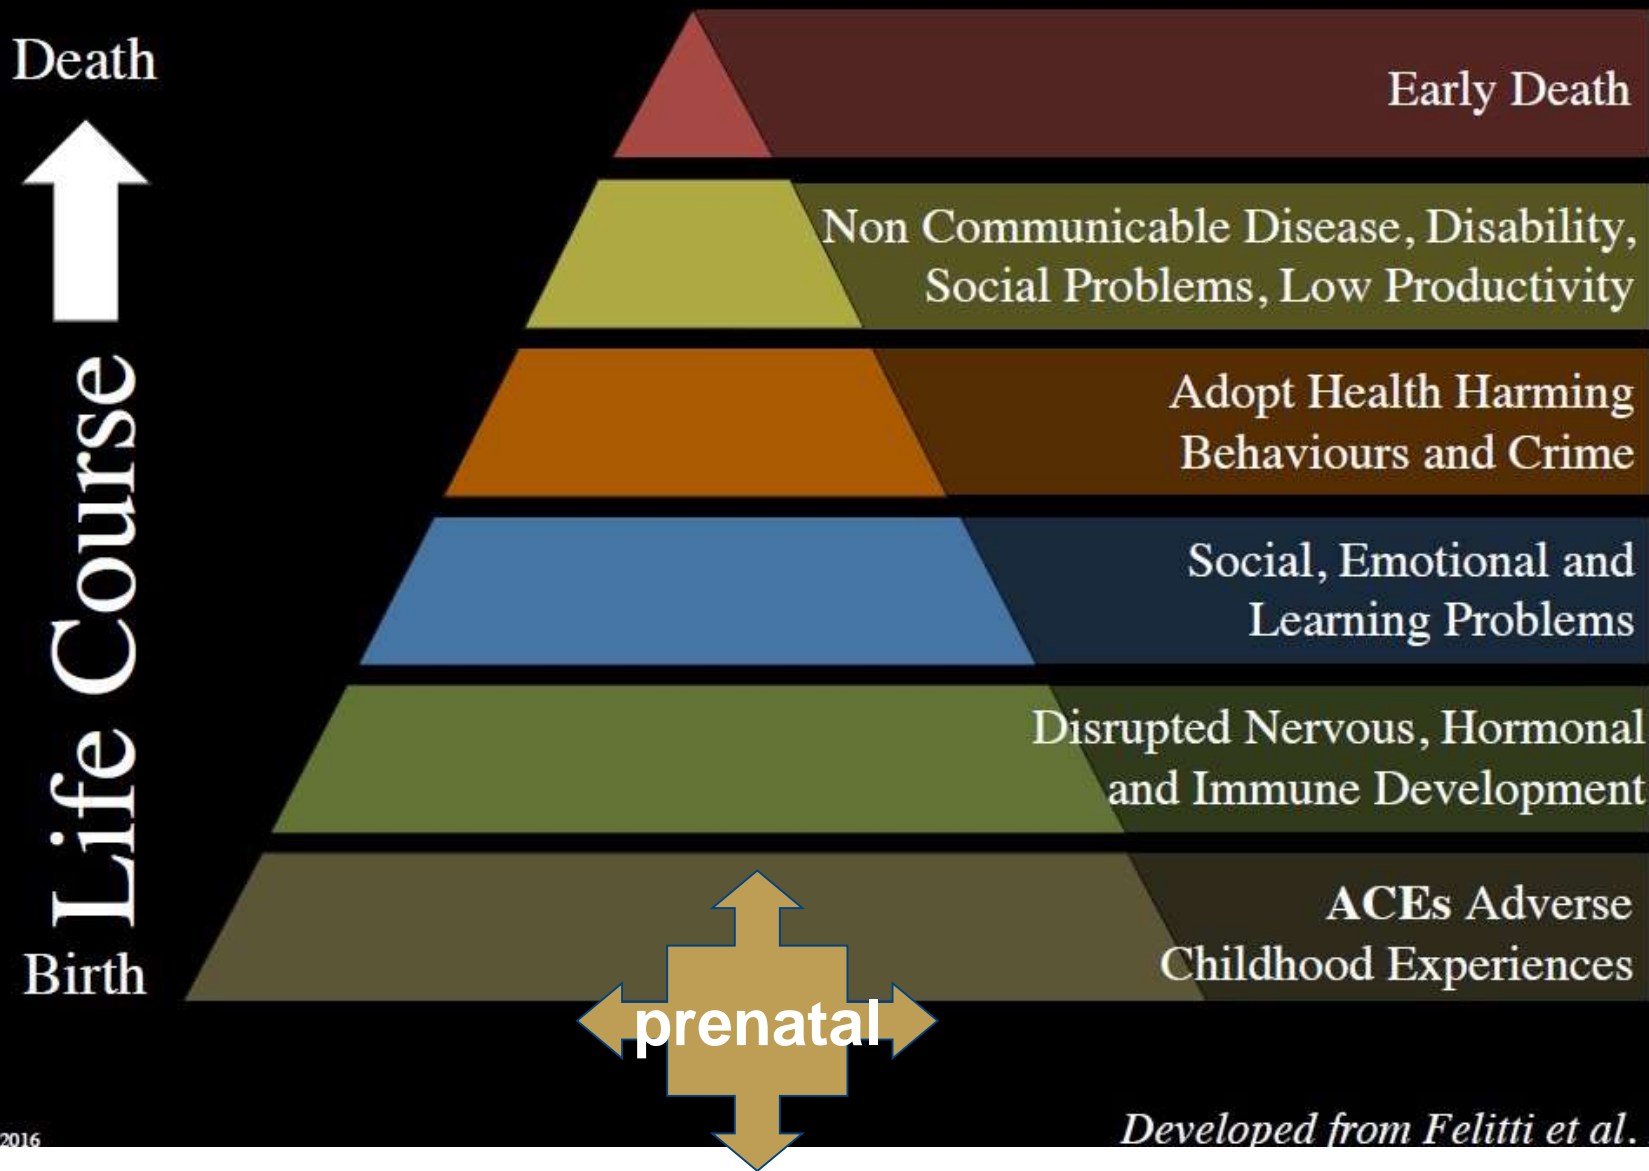 Death
Early Death
Non Communicable Disease, Disability,
Social Problems, Low Productivity
Life Course
Adopt Health Harming
Behaviours and Crime
Social, Emotional and
Learning Problems
Disrupted Nervous, Hormonal
and Immune Development
ACEs Adverse
Childhood Experiences
Birth
prenatal
Developed from Felitti et al.
2016